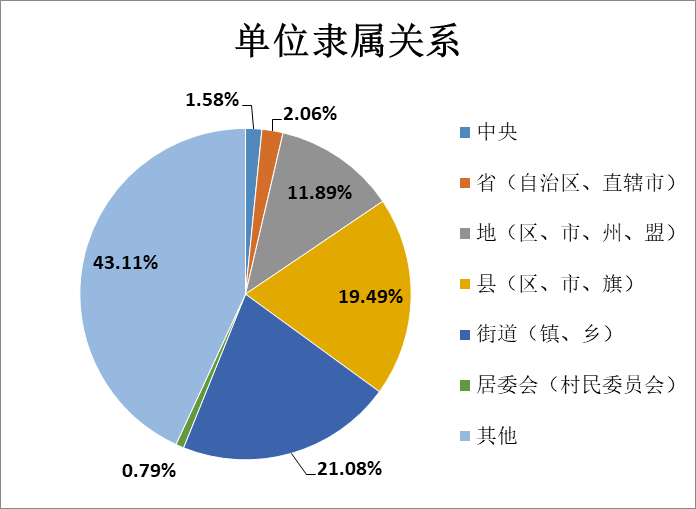 单位隶属关系
1.58%
2.06%
11.89%
19.49%
21.08%
0.79%
43.11%
中央
省（自治区、直辖市）
地（区、市、州、盟）
县（区、市、旗）
街道（镇、乡）
居委会（村民委员会）
其他